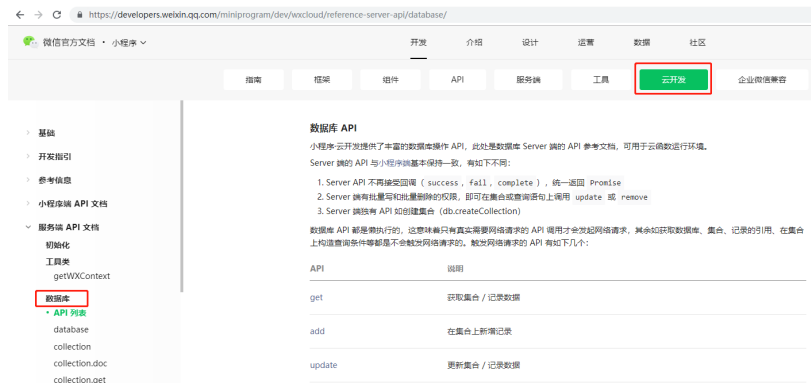 https://developers.weixin.qq.com/miniprogram/dev/wxcloud/reference-server-api/database/
微信官方文档 • 小程序
开发 介绍 设计 运营 数据 社区
指南 框架 组件 API 服务端 工具 云开发 企业微信兼容
基础
开发指引
参考信息
小程序端 API 文档
服务端 API 文档
初始化
工具类
getWXContext
数据库
• API 列表
database
collection
collection.doc
collection.get
数据库 API
小程序·云开发提供了丰富的数据库操作 API，此处是数据库 Server 端的 API 参考文档，可用于云函数运行环境。
Server 端的 API 与小程序端基本保持一致，有如下不同：
1. Server API 不再接受回调（ success , fail , complete ），统一返回 Promise
2. Server 端有批量写和批量删除的权限，即可在集合或查询语句上调用 update 或 remove
3. Server 端独有 API 如创建集合（db.createCollection）
数据库 API 都是懒执行的，这意味着只有真实需要网络请求的 API 调用才会发起网络请求，其余如获取数据库、集合、记录的引用、在集合
上构造查询条件等都是不会触发网络请求的。触发网络请求的 API 有如下几个：
API 说明
get 获取集合 / 记录数据
add 在集合上新增记录
update 更新集合 / 记录数据